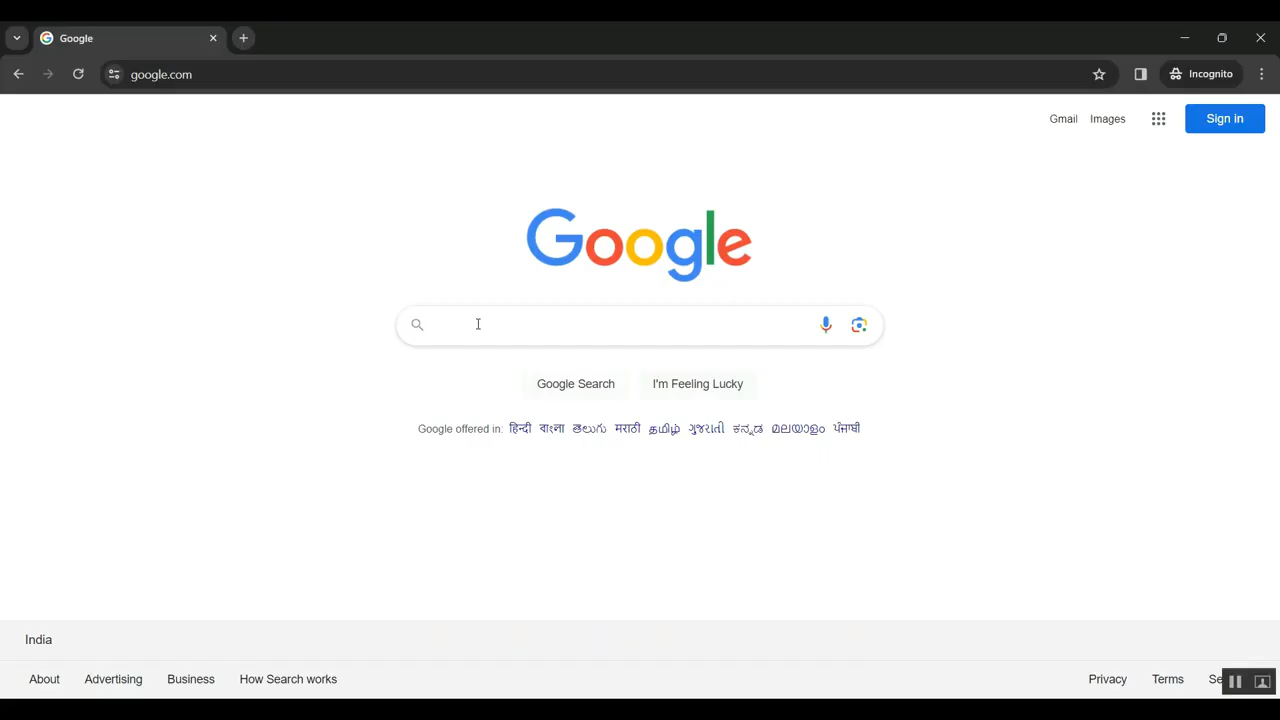 Google
google.com
Incognito
Gmail Images Sign in
Google
Google Search I'm Feeling Lucky
Google offered in: हिन्दी বাংলা తెలుగు मराठी தமிழ் ગુજરાતી ಕನ್ನಡ മലയാളം ਪੰਜਾਬੀ
India
About Advertising Business How Search works Privacy Terms Se